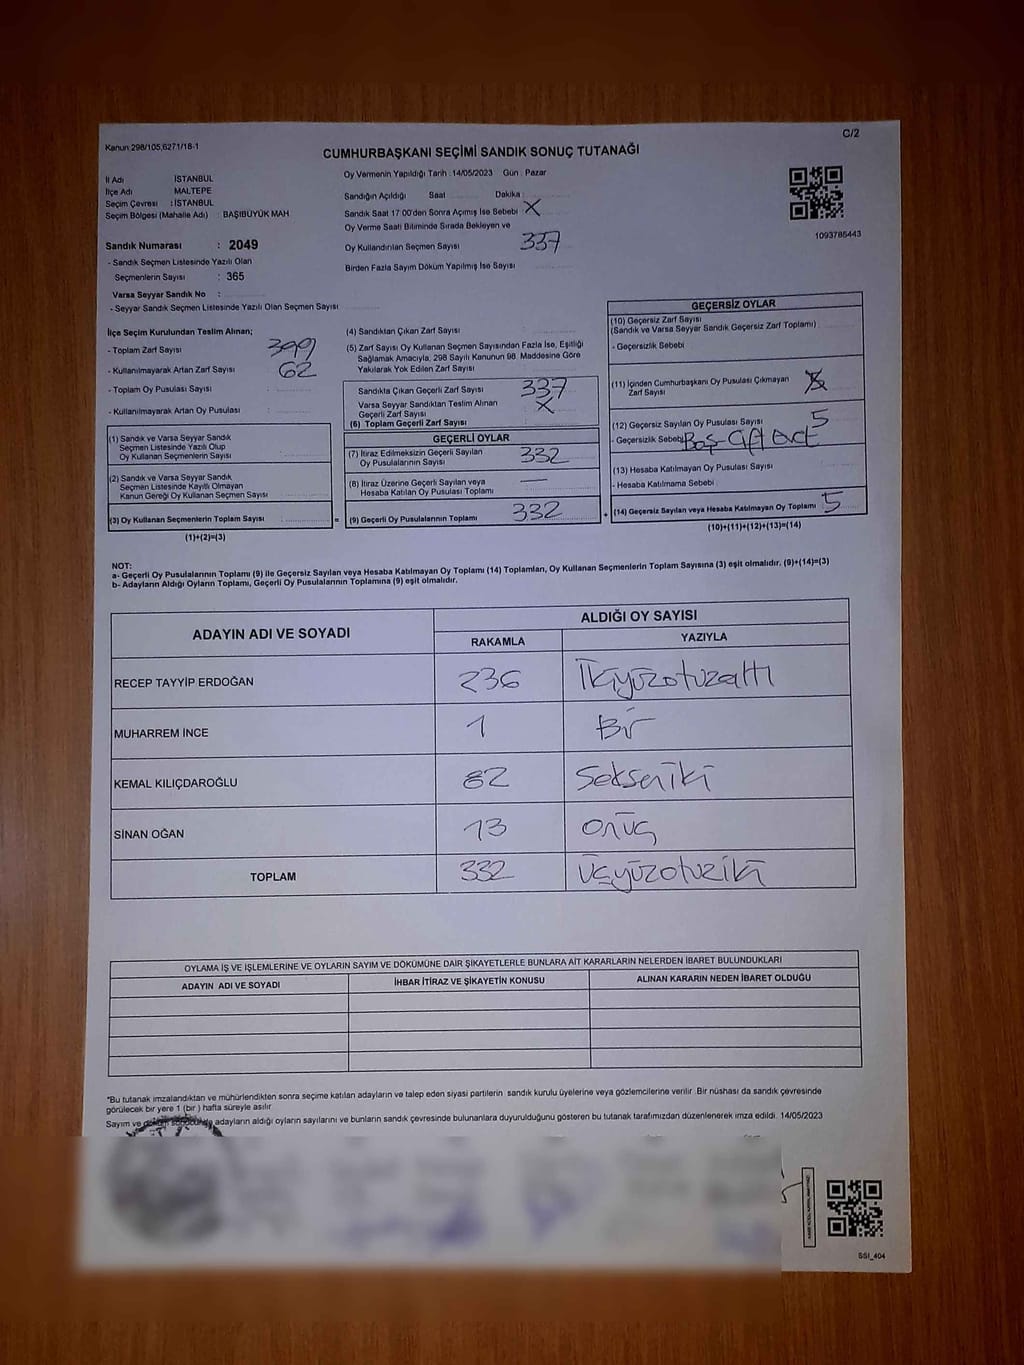 Kanun 298/105,6271/18-1
C/2
CUMHURBAŞKANI SEÇİMİ SANDIK SONUÇ TUTANAĞI
İl Adı : İSTANBUL
İlçe Adı : MALTEPE
Seçim Çevresi : İSTANBUL
Seçim Bölgesi (Mahalle Adı) : BAŞIBÜYÜK MAH
Sandık Numarası : 2049
- Sandık Seçmen Listesinde Yazılı Olan
Seçmenlerin Sayısı : 365
Varsa Seyyar Sandık No :
- Seyyar Sandık Seçmen Listesinde Yazılı Olan Seçmen Sayısı
Oy Vermenin Yapıldığı Tarih : 14/05/2023 Gün : Pazar
Sandığın Açıldığı Saat Dakika :
Sandık Saat 17:00'den Sonra Açmış İse Sebebi X
Oy Verme Saati Bitiminde Sırada Bekleyen ve
Oy Kullandırılan Seçmen Sayısı 337
Birden Fazla Sayım Döküm Yapılmış İse Sayısı
1093785443
İlçe Seçim Kurulundan Teslim Alınan;
- Toplam Zarf Sayısı 399
- Kullanılmayarak Artan Zarf Sayısı 62
- Toplam Oy Pusulası Sayısı :
- Kullanılmayarak Artan Oy Pusulası
(1) Sandık ve Varsa Seyyar Sandık
Seçmen Listesinde Yazılı Olup
Oy Kullanan Seçmenlerin Sayısı
(2) Sandık ve Varsa Seyyar Sandık
Seçmen Listesinde Kayıtlı Olmayan
Kanun Gereği Oy Kullanan Seçmen Sayısı
(3) Oy Kullanan Seçmenlerin Toplam Sayısı
(1)+(2)=(3)
(4) Sandıktan Çıkan Zarf Sayısı
(5) Zarf Sayısı Oy Kullanan Seçmen Sayısından Fazla İse, Eşitliği
Sağlamak Amacıyla, 298 Sayılı Kanunun 98. Maddesine Göre
Yakılarak Yok Edilen Zarf Sayısı
Sandıkta Çıkan Geçerli Zarf Sayısı 337
Varsa Seyyar Sandıktan Teslim Alınan
Geçerli Zarf Sayısı X
(6) Toplam Geçerli Zarf Sayısı
GEÇERLİ OYLAR
(7) İtiraz Edilmeksizin Geçerli Sayılan
Oy Pusulalarının Sayısı 332
(8) İtiraz Üzerine Geçerli Sayılan veya
Hesaba Katılan Oy Pusulası Toplamı —
= (9) Geçerli Oy Pusulalarının Toplamı 332
GEÇERSİZ OYLAR
(10) Geçersiz Zarf Sayısı
(Sandık ve Varsa Seyyar Sandık Geçersiz Zarf Toplamı)
- Geçersizlik Sebebi
(11) İçinden Cumhurbaşkanı Oy Pusulası Çıkmayan
Zarf Sayısı
(12) Geçersiz Sayılan Oy Pusulası Sayısı 5
- Geçersizlik Sebebi Boş-Çift
(13) Hesaba Katılmayan Oy Pusulası Sayısı
- Hesaba Katılmama Sebebi
+ (14) Geçersiz Sayılan veya Hesaba Katılmayan Oy Toplamı 5
(10)+(11)+(12)+(13)=(14)
NOT:
a- Geçerli Oy Pusulalarının Toplamı (9) ile Geçersiz Sayılan veya Hesaba Katılmayan Oy Toplamı (14) Toplamları, Oy Kullanan Seçmenlerin Toplam Sayısına (3) eşit olmalıdır. (9)+(14)=(3)
b- Adayların Aldığı Oyların Toplamı, Geçerli Oy Pusulalarının Toplamına (9) eşit olmalıdır.
ADAYIN ADI VE SOYADI ALDIĞI OY SAYISI
RAKAMLA YAZIYLA
RECEP TAYYİP ERDOĞAN 236 İkiyüzotuzaltı
MUHARREM İNCE 1 Bir
KEMAL KILIÇDAROĞLU 82 Sekseniki
SİNAN OĞAN 13 onüç
TOPLAM 332 Üçyüzotuziki
OYLAMA İŞ VE İŞLEMLERİNE VE OYLARIN SAYIM VE DÖKÜMÜNE DAİR ŞİKAYETLERLE BUNLARA AİT KARARLARIN NELERDEN İBARET BULUNDUKLARI
ADAYIN ADI VE SOYADI İHBAR İTİRAZ VE ŞİKAYETİN KONUSU ALINAN KARARIN NEDEN İBARET OLDUĞU
*Bu tutanak imzalandıktan ve mühürlendikten sonra seçime katılan adayların ve talep eden siyasi partilerin sandık kurulu üyelerine veya gözlemcilerine verilir. Bir nüshası da sandık çevresinde
görülecek bir yere 1 (bir) hafta süreyle asılır.
Sayım ve döküm sonucunda adayların aldığı oyların sayılarını ve bunların sandık çevresinde bulunanlara duyurulduğunu gösteren bu tutanak tarafımızdan düzenlenerek imza edildi. 14/05/2023
SSI_404